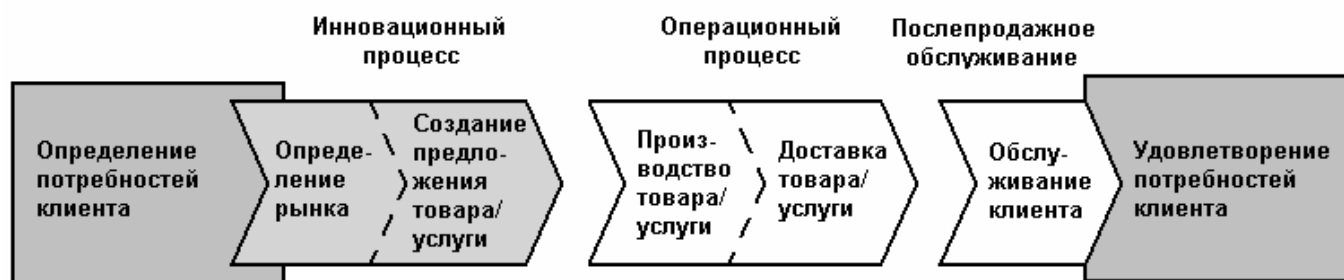 Инновационный
процесс
Операционный
процесс
Послепродажное
обслуживание
Определение
потребностей
клиента
Опреде-
ление
рынка
Создание
предло-
жения
товара/
услуги
Произ-
водство
товара/
услуги
Доставка
товара/
услуги
Обслу-
живание
клиента
Удовлетворение
потребностей
клиента